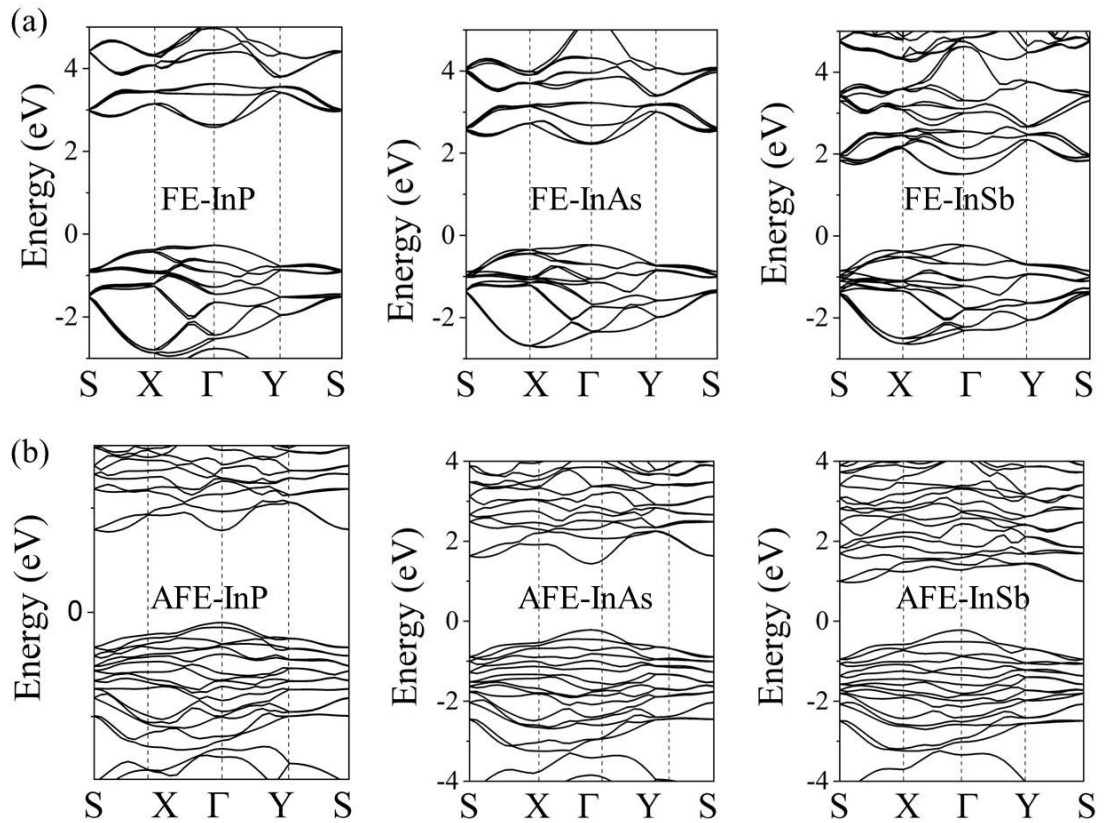 (a)
Energy (eV)
4
2
0
-2
FE-InP
S X Γ Y S
Energy (eV)
4
2
0
-2
FE-InAs
S X Γ Y S
Energy (eV)
4
2
0
-2
FE-InSb
S X Γ Y S
(b)
Energy (eV)
0
AFE-InP
S X Γ Y S
Energy (eV)
4
2
0
-2
-4
AFE-InAs
S X Γ Y S
Energy (eV)
4
2
0
-2
-4
AFE-InSb
S X Γ Y S